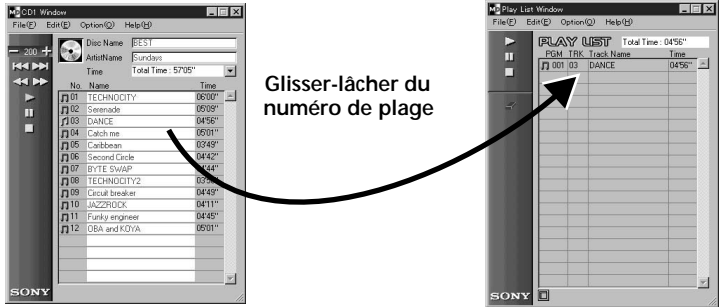 CD1 Window
File(F) Edit(E) Option(O) Help(H)
200
Disc Name BEST
ArtistName Sundays
Time Total Time : 57'05"
No. Name Time
01 TECHNOCITY 06'00"
02 Serenade 05'09"
03 DANCE 04'56"
04 Catch me 05'01"
05 Caribbean 03'49"
06 Second Circle 04'42"
07 BYTE SWAP 44"
08 TECHNOCITY2
09 Circuit breaker 04'49"
10 JAZZROCK 04'11"
11 Funky engineer 04'45"
12 OBA and KOYA 05'01"
SONY
Glisser-lâcher du
numéro de plage
Play List Window
File(F) Edit(E) Option(O) Help(H)
PLAY LIST Total Time : 04'56"
PGM TRK Track Name Time
001 03 DANCE 04'56"
SONY